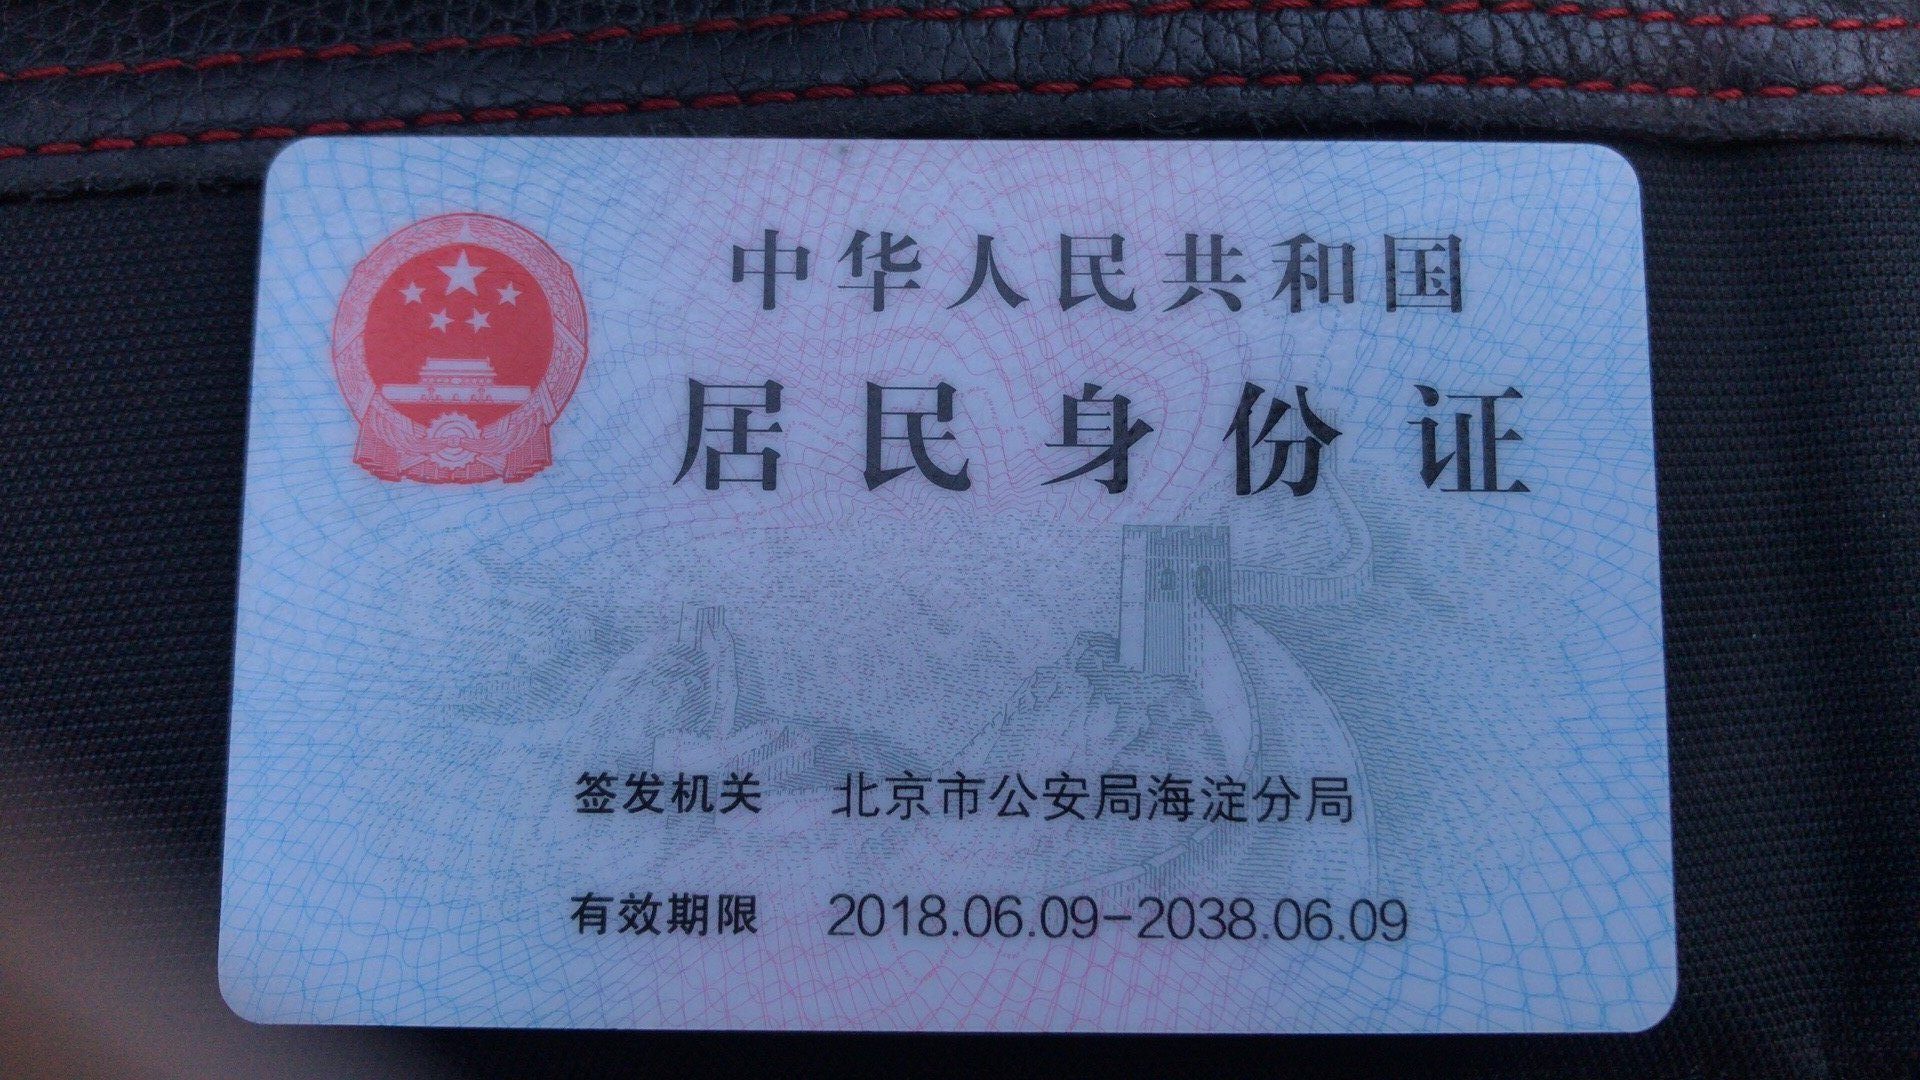 中华人民共和国
居民身份证
签发机关 北京市公安局海淀分局
有效期限 2018.06.09-2038.06.09